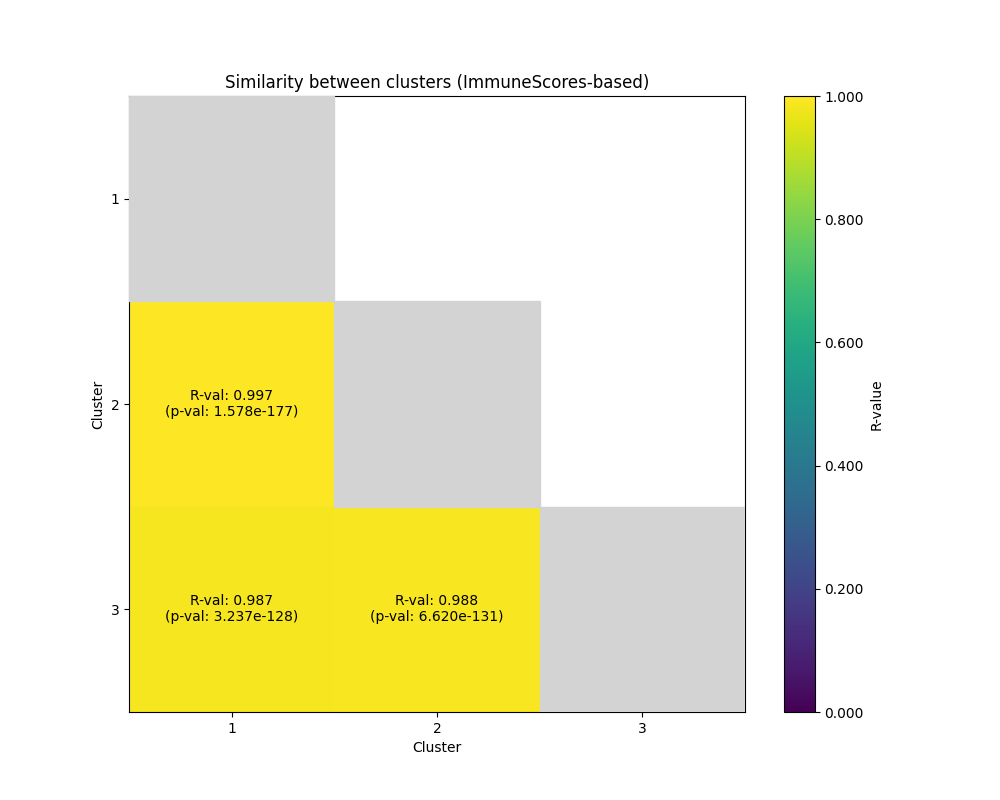 Similarity between clusters (ImmuneScores-based)
1
2
3
Cluster
R-val: 0.997
(p-val: 1.578e-177)
R-val: 0.987
(p-val: 3.237e-128)
R-val: 0.988
(p-val: 6.620e-131)
1 2 3
Cluster
1.000
0.800
0.600
0.400
0.200
0.000
R-value